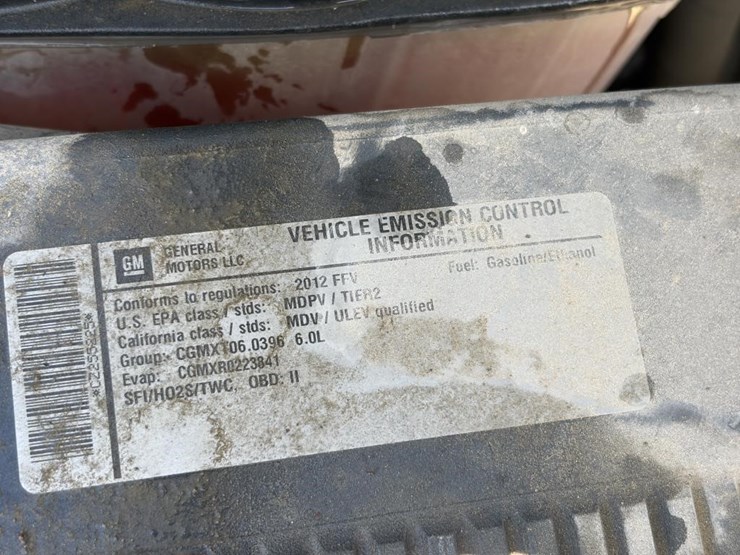 VEHICLE EMISSION CONTROL
INFORMATION
GM
GENERAL
MOTORS LLC
Fuel: Gasoline/Ethanol
Conforms to regulations: 2012 FFV
U.S. EPA class / stds: MDPV / TIER2
California class / stds: MDV / ULEV qualified
Group: CGMXT06.0396 6.0L
Evap: CGMXR0223841
SFI/HO2S/TWC, OBD: II